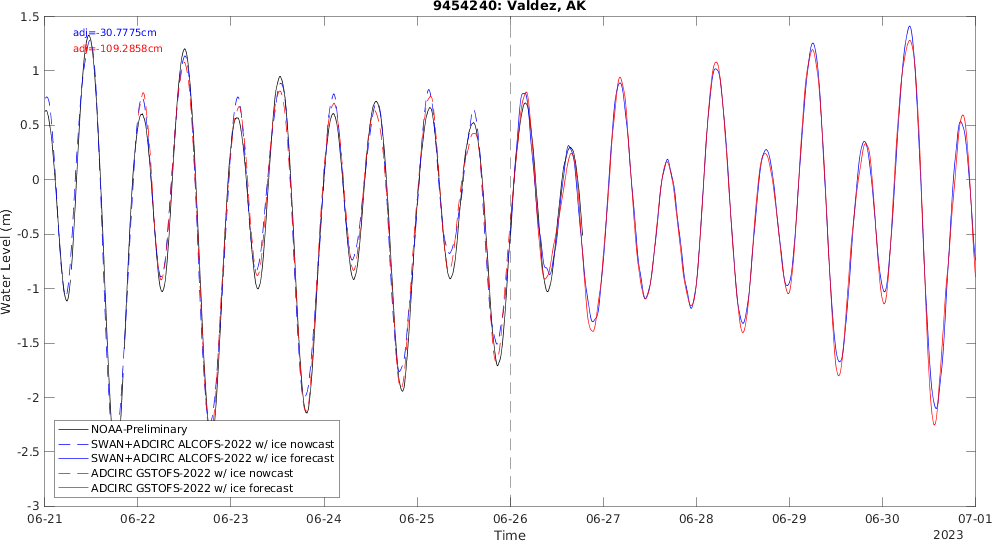 9454240: Valdez, AK
adj=-30.7775cm
adj=-109.2858cm
1.5
1
0.5
0
-0.5
-1
-1.5
-2
-2.5
-3
Water Level (m)
NOAA-Preliminary
SWAN+ADCIRC ALCOFS-2022 w/ ice nowcast
SWAN+ADCIRC ALCOFS-2022 w/ ice forecast
ADCIRC GSTOFS-2022 w/ ice nowcast
ADCIRC GSTOFS-2022 w/ ice forecast
06-21 06-22 06-23 06-24 06-25 06-26 06-27 06-28 06-29 06-30 07-01
Time
2023